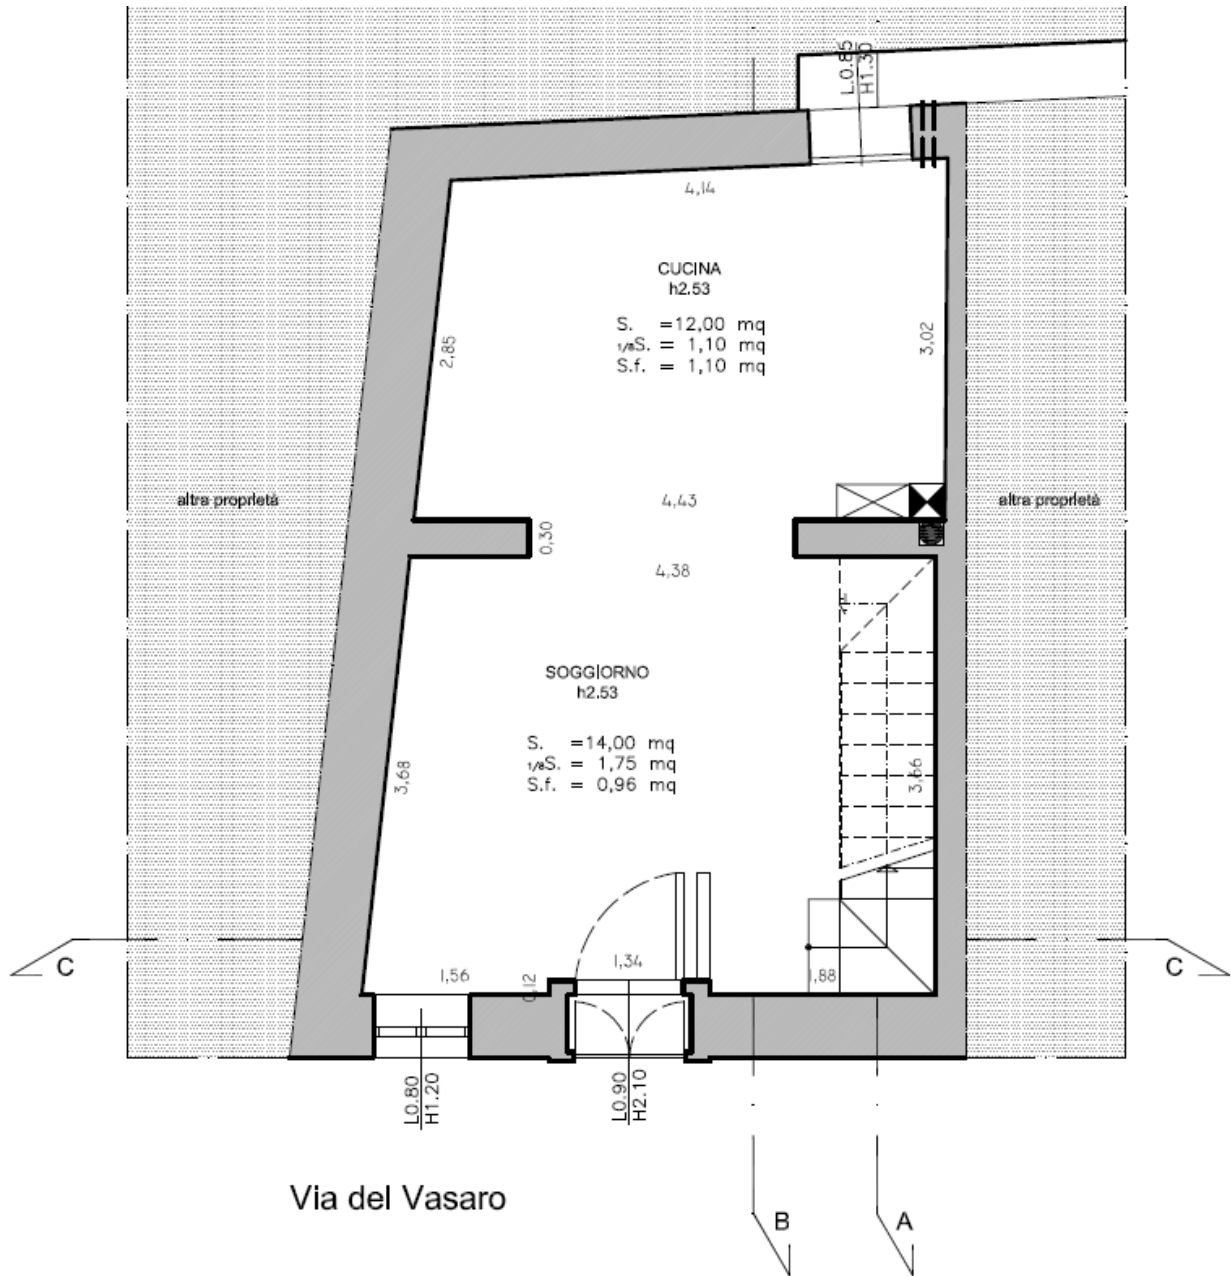 L0.85
H1.30
4,14
CUCINA
h2.53
S. =12,00 mq
1/8S. = 1,10 mq
S.f. = 1,10 mq
2,85
3,02
altra proprietà
4,43
altra proprietà
0,30
4,38
SOGGIORNO
h2.53
S. =14,00 mq
1/8S. = 1,75 mq
S.f. = 0,96 mq
3,68
3,66
C
1,56
0,12
1,34
1,88
C
L0.80
H1.20
L0.90
H2.10
Via del Vasaro
B
A